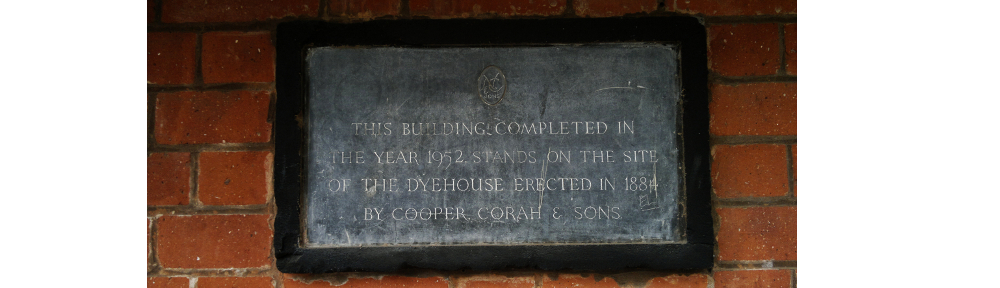 THIS BUILDING, COMPLETED IN
THE YEAR 1952, STANDS ON THE SITE
OF THE DYEHOUSE ERECTED IN 1884
BY COOPER, CORAH & SONS.